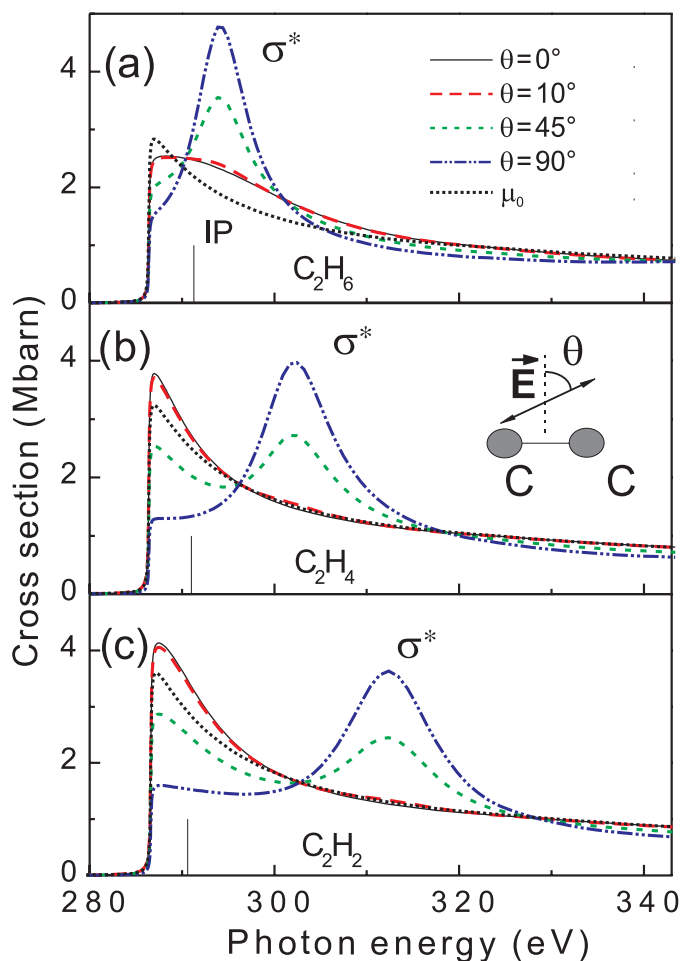 (a)
σ*
θ=0°
θ=10°
θ=45°
θ=90°
μ₀
IP
C₂H₆
4
2
0
(b)
σ*
E
θ
C C
C₂H₄
4
2
0
(c)
σ*
C₂H₂
4
2
0
280 300 320 340
Cross section (Mbarn)
Photon energy (eV)